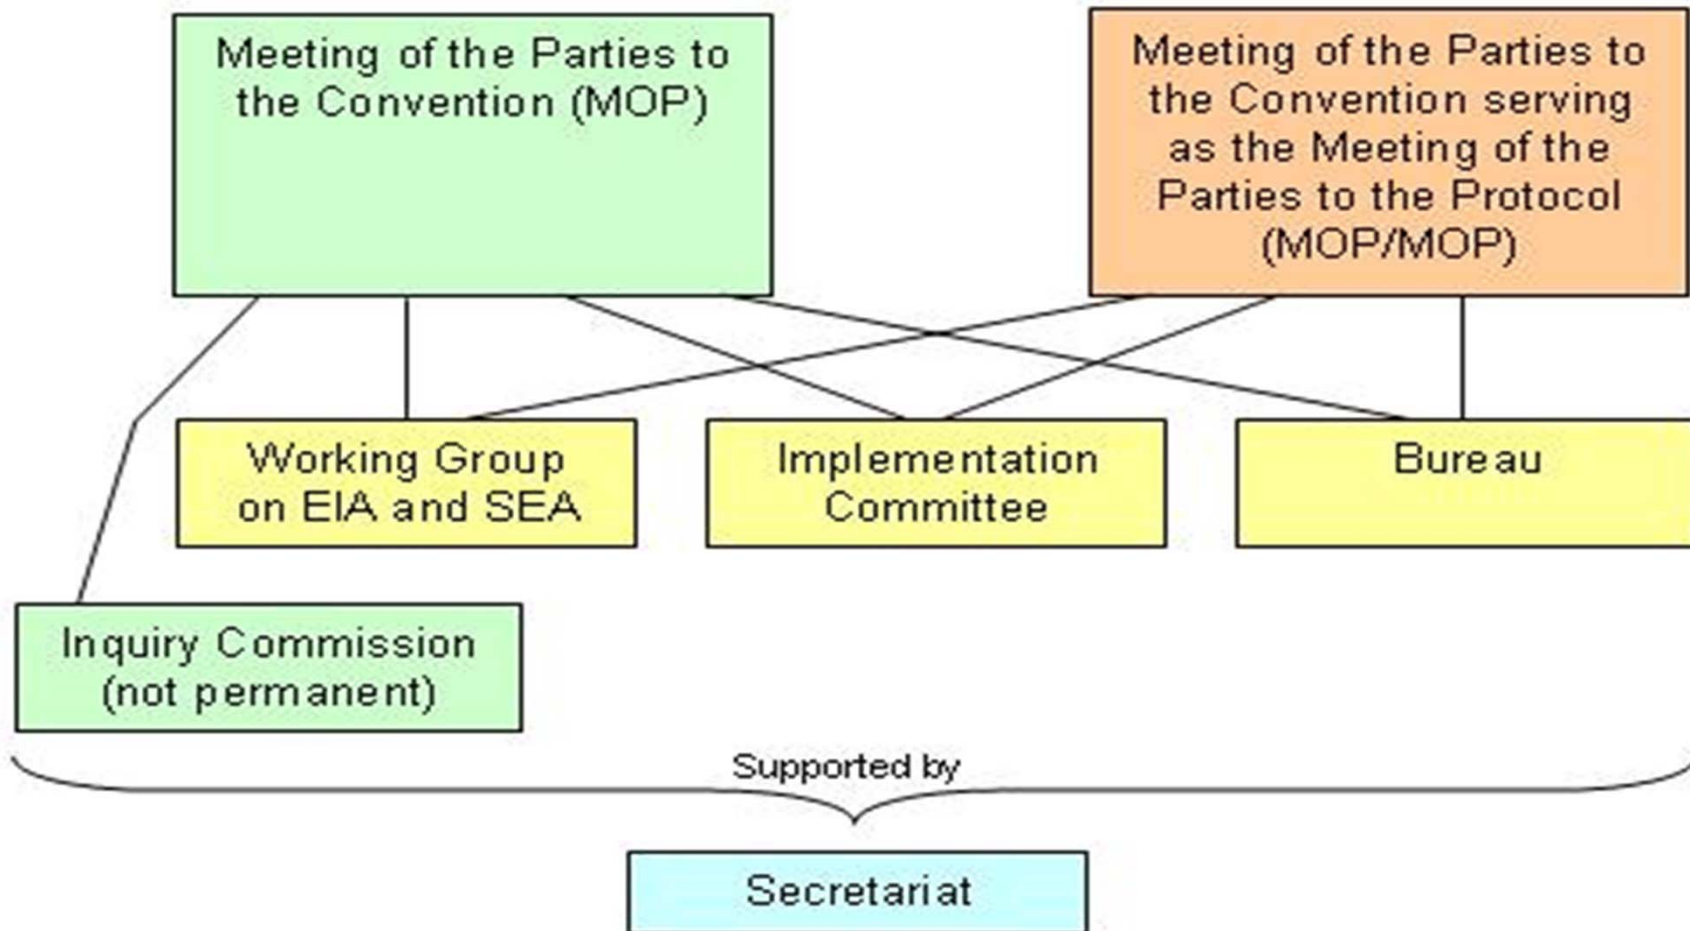 Meeting of the Parties to
the Convention (MOP)
Meeting of the Parties to
the Convention serving
as the Meeting of the
Parties to the Protocol
(MOP/MOP)
Working Group
on EIA and SEA
Implementation
Committee
Bureau
Inquiry Commission
(not permanent)
Supported by
Secretariat